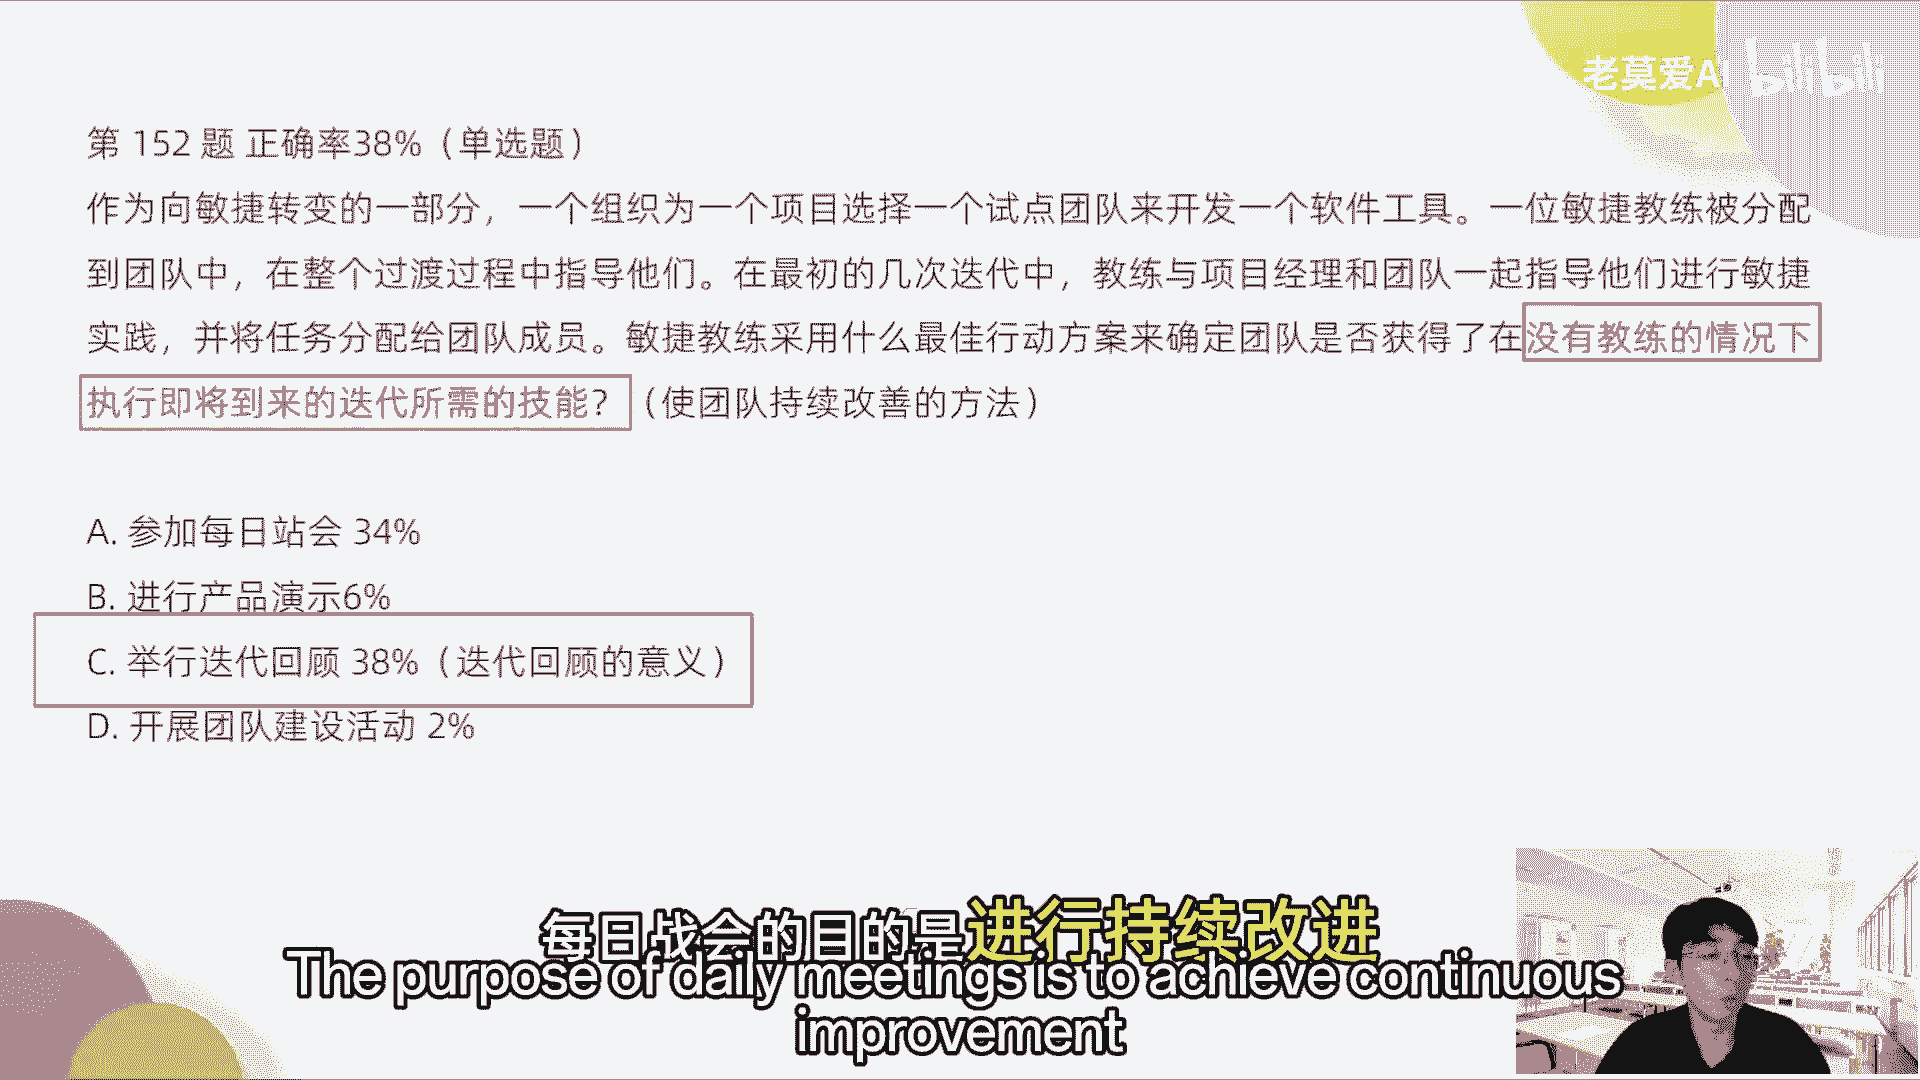 老莫爱AI bilibili
第 152 题 正确率38%（单选题）
作为向敏捷转变的一部分，一个组织为一个项目选择一个试点团队来开发一个软件工具。一位敏捷教练被分配
到团队中，在整个过渡过程中指导他们。在最初的几次迭代中，教练与项目经理和团队一起指导他们进行敏捷
实践，并将任务分配给团队成员。敏捷教练采用什么最佳行动方案来确定团队是否获得了在没有教练的情况下
执行即将到来的迭代所需的技能？（使团队持续改善的方法）
A. 参加每日站会 34%
B. 进行产品演示6%
C. 举行迭代回顾 38%（迭代回顾的意义）
D. 开展团队建设活动 2%
每日战会的目的是进行持续改进
The purpose of daily meetings is to achieve continuous
improvement